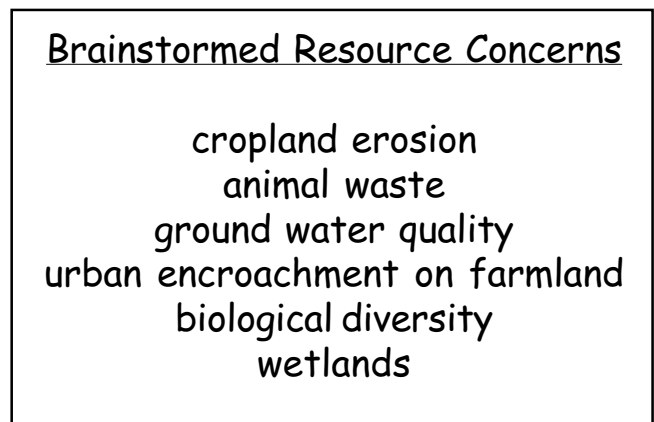 Brainstormed Resource Concerns
cropland erosion
animal waste
ground water quality
urban encroachment on farmland
biological diversity
wetlands